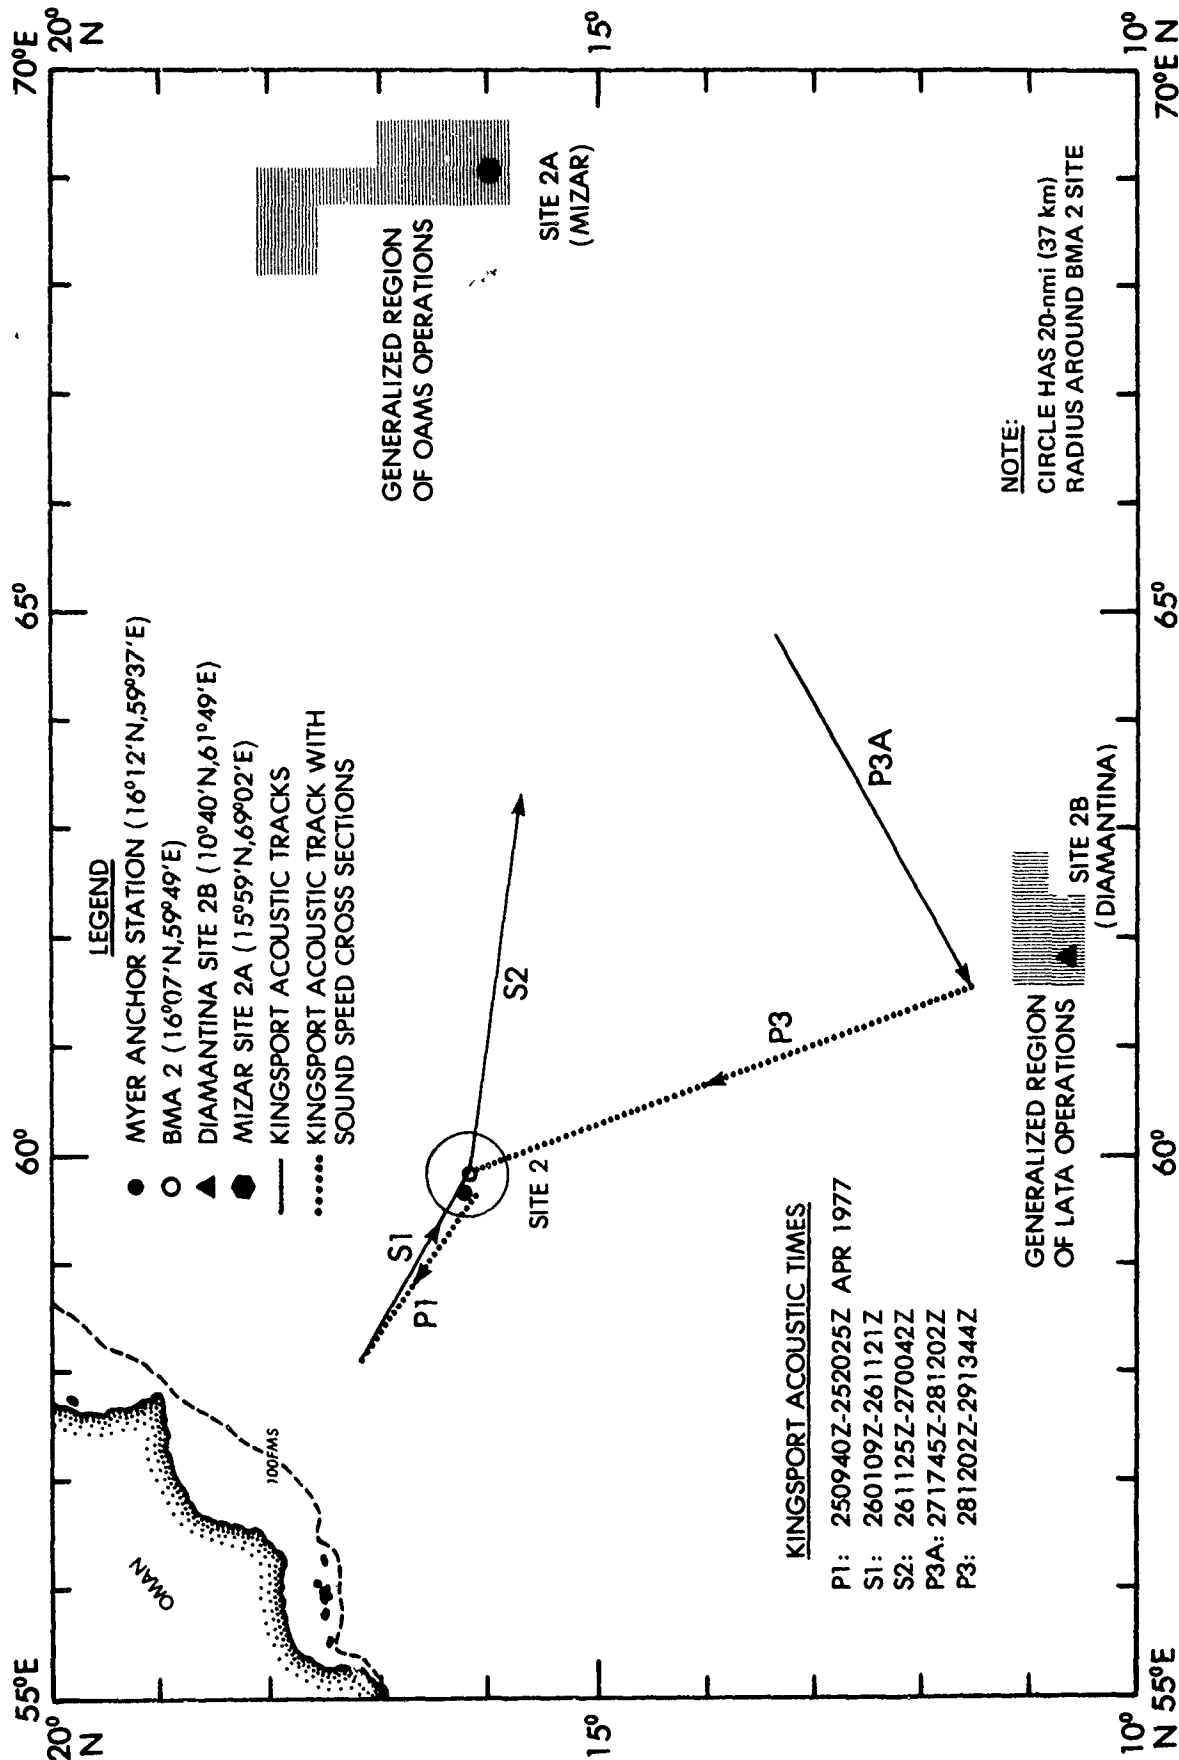 55°E
60°
65°
70°E
20°
N
20°
N
LEGEND
MYER ANCHOR STATION (16°12'N,59°37'E)
BMA 2 (16°07'N,59°49'E)
DIAMANTINA SITE 2B (10°40'N,61°49'E)
MIZAR SITE 2A (15°59'N,69°02'E)
KINGSPORT ACOUSTIC TRACKS
KINGSPORT ACOUSTIC TRACK WITH
SOUND SPEED CROSS SECTIONS
OMAN
100FMS
P1
S1
SITE 2
S2
P3
P3A
GENERALIZED REGION
OF OAMS OPERATIONS
SITE 2A
(MIZAR)
15°
15°
KINGSPORT ACOUSTIC TIMES
P1: 250940Z-252025Z APR 1977
S1: 260109Z-261121Z
S2: 261125Z-270042Z
P3A: 271745Z-281202Z
P3: 281202Z-291344Z
GENERALIZED REGION
OF LATA OPERATIONS
SITE 2B
(DIAMANTINA)
NOTE:
CIRCLE HAS 20-nmi (37 km)
RADIUS AROUND BMA 2 SITE
10°
N
10°
N
55°E
60°
65°
70°E